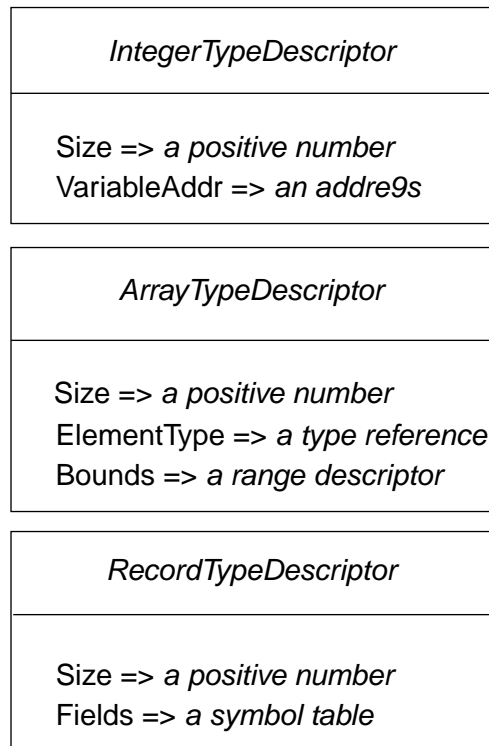 IntegerTypeDescriptor
Size => a positive number
VariableAddr => an addre9s
ArrayTypeDescriptor
Size => a positive number
ElementType => a type reference
Bounds => a range descriptor
RecordTypeDescriptor
Size => a positive number
Fields => a symbol table